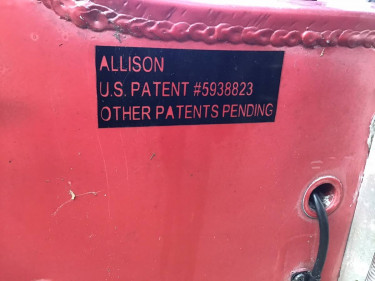 ALLISON
U.S. PATENT #5938823
OTHER PATENTS PENDING